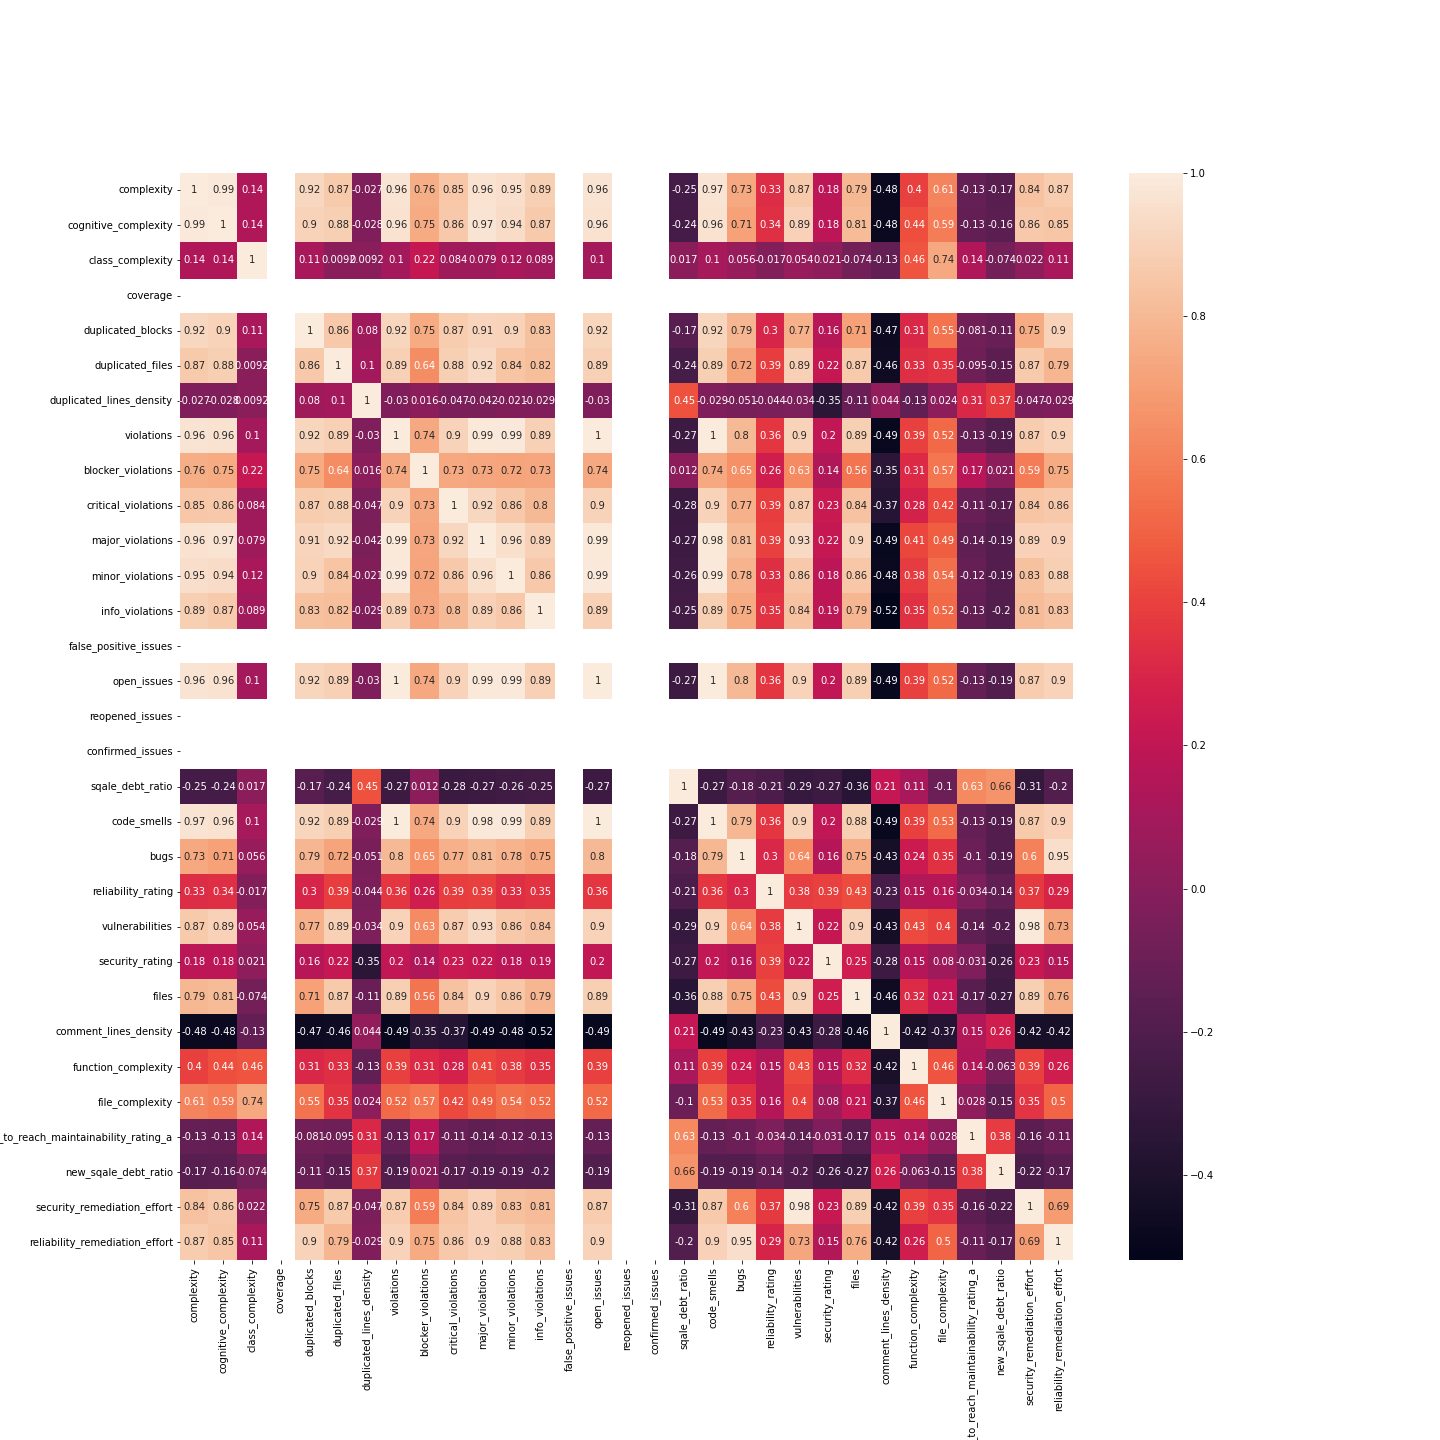 complexity 1 0.99 0.14 0.92 0.87 -0.027 0.96 0.76 0.85 0.96 0.95 0.89 0.96 -0.25 0.97 0.73 0.33 0.87 0.18 0.79 -0.48 0.4 0.61 -0.13 -0.17 0.84 0.87
cognitive_complexity 0.99 1 0.14 0.9 0.88 -0.028 0.96 0.75 0.86 0.97 0.94 0.87 0.96 -0.24 0.96 0.71 0.34 0.89 0.18 0.81 -0.48 0.44 0.59 -0.13 -0.16 0.86 0.85
class_complexity 0.14 0.14 1 0.11 0.0092 0.0092 0.1 0.22 0.084 0.079 0.12 0.089 0.1 0.017 0.1 0.056 -0.017 0.054 0.021 -0.074 -0.13 0.46 0.74 0.14 -0.074 0.022 0.11
coverage
duplicated_blocks 0.92 0.9 0.11 1 0.86 0.08 0.92 0.75 0.87 0.91 0.9 0.83 0.92 -0.17 0.92 0.79 0.3 0.77 0.16 0.71 -0.47 0.31 0.55 -0.081 -0.11 0.75 0.9
duplicated_files 0.87 0.88 0.0092 0.86 1 0.1 0.89 0.64 0.88 0.92 0.84 0.82 0.89 -0.24 0.89 0.72 0.39 0.89 0.22 0.87 -0.46 0.33 0.35 -0.095 -0.15 0.87 0.79
duplicated_lines_density -0.027 -0.028 0.0092 0.08 0.1 1 -0.03 0.016 -0.047 -0.042 -0.021 -0.029 -0.03 0.45 -0.029 -0.051 -0.044 -0.034 -0.35 -0.11 0.044 -0.13 0.024 0.31 0.37 -0.047 -0.029
violations 0.96 0.96 0.1 0.92 0.89 -0.03 1 0.74 0.9 0.99 0.99 0.89 1 -0.27 1 0.8 0.36 0.9 0.2 0.89 -0.49 0.39 0.52 -0.13 -0.19 0.87 0.9
blocker_violations 0.76 0.75 0.22 0.75 0.64 0.016 0.74 1 0.73 0.73 0.72 0.73 0.74 0.012 0.74 0.65 0.26 0.63 0.14 0.56 -0.35 0.31 0.57 0.17 0.021 0.59 0.75
critical_violations 0.85 0.86 0.084 0.87 0.88 -0.047 0.9 0.73 1 0.92 0.86 0.8 0.9 -0.28 0.9 0.77 0.39 0.87 0.23 0.84 -0.37 0.28 0.42 -0.11 -0.17 0.84 0.86
major_violations 0.96 0.97 0.079 0.91 0.92 -0.042 0.99 0.73 0.92 1 0.96 0.89 0.99 -0.27 0.98 0.81 0.39 0.93 0.22 0.9 -0.49 0.41 0.49 -0.14 -0.19 0.89 0.9
minor_violations 0.95 0.94 0.12 0.9 0.84 -0.021 0.99 0.72 0.86 0.96 1 0.86 0.99 -0.26 0.99 0.78 0.33 0.86 0.18 0.86 -0.48 0.38 0.54 -0.12 -0.19 0.83 0.88
info_violations 0.89 0.87 0.089 0.83 0.82 -0.029 0.89 0.73 0.8 0.89 0.86 1 0.89 -0.25 0.89 0.75 0.35 0.84 0.19 0.79 -0.52 0.35 0.52 -0.13 -0.2 0.81 0.83
false_positive_issues
open_issues 0.96 0.96 0.1 0.92 0.89 -0.03 1 0.74 0.9 0.99 0.99 0.89 1 -0.27 1 0.8 0.36 0.9 0.2 0.89 -0.49 0.39 0.52 -0.13 -0.19 0.87 0.9
reopened_issues
confirmed_issues
sqale_debt_ratio -0.25 -0.24 0.017 -0.17 -0.24 0.45 -0.27 0.012 -0.28 -0.27 -0.26 -0.25 -0.27 1 -0.27 -0.18 -0.21 -0.29 -0.27 -0.36 0.21 0.11 -0.1 0.63 0.66 -0.31 -0.2
code_smells 0.97 0.96 0.1 0.92 0.89 -0.029 1 0.74 0.9 0.98 0.99 0.89 1 -0.27 1 0.79 0.36 0.9 0.2 0.88 -0.49 0.39 0.53 -0.13 -0.19 0.87 0.9
bugs 0.73 0.71 0.056 0.79 0.72 -0.051 0.8 0.65 0.77 0.81 0.78 0.75 0.8 -0.18 0.79 1 0.3 0.64 0.16 0.75 -0.43 0.24 0.35 -0.1 -0.19 0.6 0.95
reliability_rating 0.33 0.34 -0.017 0.3 0.39 -0.044 0.36 0.26 0.39 0.39 0.33 0.35 0.36 -0.21 0.36 0.3 1 0.38 0.39 0.43 -0.23 0.15 0.16 -0.034 -0.14 0.37 0.29
vulnerabilities 0.87 0.89 0.054 0.77 0.89 -0.034 0.9 0.63 0.87 0.93 0.86 0.84 0.9 -0.29 0.9 0.64 0.38 1 0.22 0.9 -0.43 0.43 0.4 -0.14 -0.2 0.98 0.73
security_rating 0.18 0.18 0.021 0.16 0.22 -0.35 0.2 0.14 0.23 0.22 0.18 0.19 0.2 -0.27 0.2 0.16 0.39 0.22 1 0.25 -0.28 0.15 0.08 -0.031 -0.26 0.23 0.15
files 0.79 0.81 -0.074 0.71 0.87 -0.11 0.89 0.56 0.84 0.9 0.86 0.79 0.89 -0.36 0.88 0.75 0.43 0.9 0.25 1 -0.46 0.32 0.21 -0.17 -0.27 0.89 0.76
comment_lines_density -0.48 -0.48 -0.13 -0.47 -0.46 0.044 -0.49 -0.35 -0.37 -0.49 -0.48 -0.52 -0.49 0.21 -0.49 -0.43 -0.23 -0.43 -0.28 -0.46 1 -0.42 -0.37 0.15 0.26 -0.42 -0.42
function_complexity 0.4 0.44 0.46 0.31 0.33 -0.13 0.39 0.31 0.28 0.41 0.38 0.35 0.39 0.11 0.39 0.24 0.15 0.43 0.15 0.32 -0.42 1 0.46 0.14 -0.063 0.39 0.26
file_complexity 0.61 0.59 0.74 0.55 0.35 0.024 0.52 0.57 0.42 0.49 0.54 0.52 0.52 -0.1 0.53 0.35 0.16 0.4 0.08 0.21 -0.37 0.46 1 0.028 -0.15 0.35 0.5
_to_reach_maintainability_rating_a -0.13 -0.13 0.14 -0.081 -0.095 0.31 -0.13 0.17 -0.11 -0.14 -0.12 -0.13 -0.13 0.63 -0.13 -0.1 -0.034 -0.14 -0.031 -0.17 0.15 0.14 0.028 1 0.38 -0.16 -0.11
new_sqale_debt_ratio -0.17 -0.16 -0.074 -0.11 -0.15 0.37 -0.19 0.021 -0.17 -0.19 -0.19 -0.2 -0.19 0.66 -0.19 -0.19 -0.14 -0.2 -0.26 -0.27 0.26 -0.063 -0.15 0.38 1 -0.22 -0.17
security_remediation_effort 0.84 0.86 0.022 0.75 0.87 -0.047 0.87 0.59 0.84 0.89 0.83 0.81 0.87 -0.31 0.87 0.6 0.37 0.98 0.23 0.89 -0.42 0.39 0.35 -0.16 -0.22 1 0.69
reliability_remediation_effort 0.87 0.85 0.11 0.9 0.79 -0.029 0.9 0.75 0.86 0.9 0.88 0.83 0.9 -0.2 0.9 0.95 0.29 0.73 0.15 0.76 -0.42 0.26 0.5 -0.11 -0.17 0.69 1
complexity
cognitive_complexity
class_complexity
coverage
duplicated_blocks
duplicated_files
duplicated_lines_density
violations
blocker_violations
critical_violations
major_violations
minor_violations
info_violations
false_positive_issues
open_issues
reopened_issues
confirmed_issues
sqale_debt_ratio
code_smells
bugs
reliability_rating
vulnerabilities
security_rating
files
comment_lines_density
function_complexity
file_complexity
_to_reach_maintainability_rating_a
new_sqale_debt_ratio
security_remediation_effort
reliability_remediation_effort
1.0
0.8
0.6
0.4
0.2
0.0
−0.2
−0.4